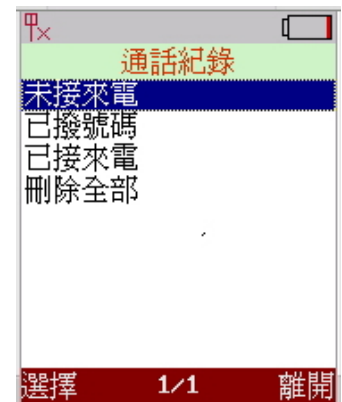 通話紀錄
未接來電
已撥號碼
已接來電
刪除全部
選擇 1/1 離開